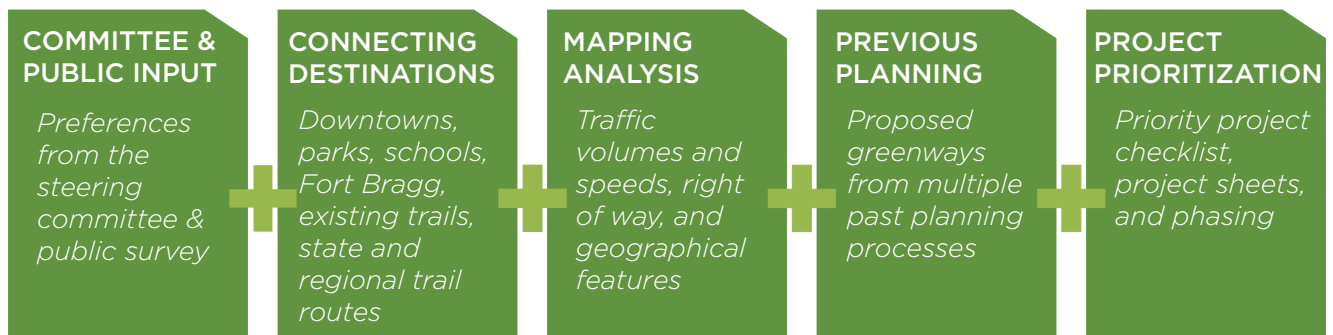 COMMITTEE &
PUBLIC INPUT
Preferences
from the
steering
committee &
public survey
CONNECTING
DESTINATIONS
Downtowns,
parks, schools,
Fort Bragg,
existing trails,
state and
regional trail
routes
MAPPING
ANALYSIS
Traffic
volumes and
speeds, right
of way, and
geographical
features
PREVIOUS
PLANNING
Proposed
greenways
from multiple
past planning
processes
PROJECT
PRIORITIZATION
Priority project
checklist,
project sheets,
and phasing